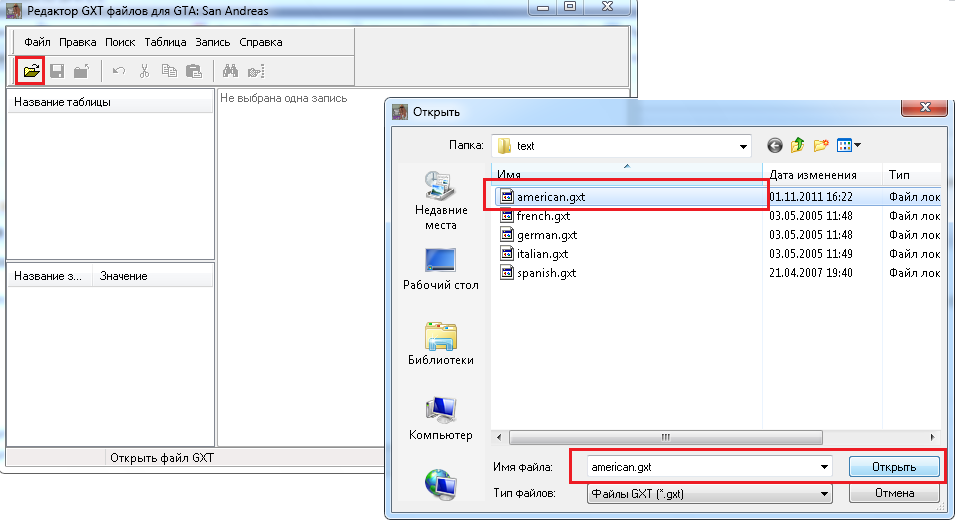 Редактор GXT файлов для GTA: San Andreas
Файл Правка Поиск Таблица Запись Справка
Название таблицы
Не выбрана одна запись
Название з... Значение
Открыть файл GXT
Открыть
Папка: text
Имя Дата изменения Тип
american.gxt 01.11.2011 16:22 Файл лок
french.gxt 03.05.2005 11:48 Файл лок
german.gxt 03.05.2005 11:48 Файл лок
italian.gxt 03.05.2005 11:49 Файл лок
spanish.gxt 21.04.2007 19:40 Файл лок
Недавние
места
Рабочий стол
Библиотеки
Компьютер
Имя файла: american.gxt Открыть
Тип файлов: Файлы GXT (*.gxt) Отмена